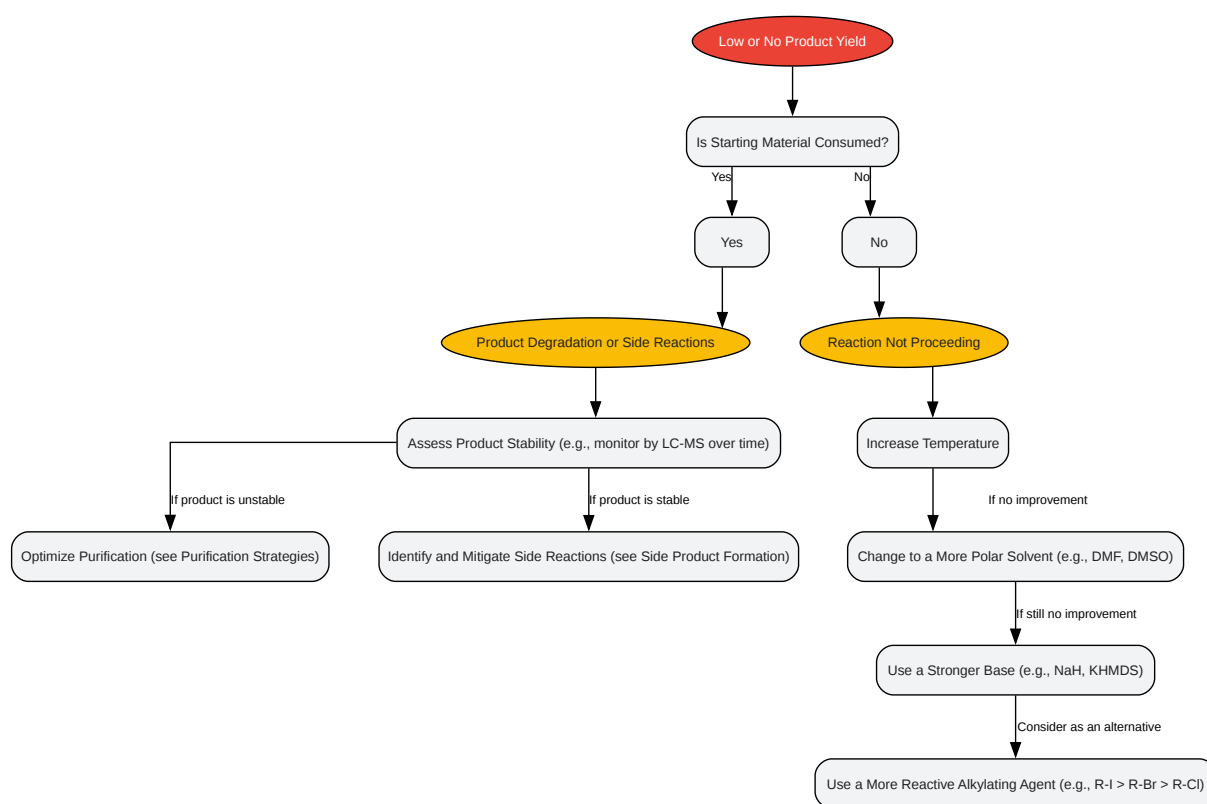 Low or No Product Yield
Is Starting Material Consumed?
Yes
No
Yes
No
Product Degradation or Side Reactions
Reaction Not Proceeding
Assess Product Stability (e.g., monitor by LC-MS over time)
Increase Temperature
If product is unstable
If product is stable
If no improvement
Optimize Purification (see Purification Strategies)
Identify and Mitigate Side Reactions (see Side Product Formation)
Change to a More Polar Solvent (e.g., DMF, DMSO)
If still no improvement
Use a Stronger Base (e.g., NaH, KHMDS)
Consider as an alternative
Use a More Reactive Alkylating Agent (e.g., R-I > R-Br > R-Cl)